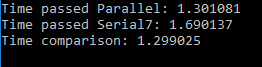 Time passed Parallel: 1.301081
Time passed Serial7: 1.690137
Time comparison: 1.299025